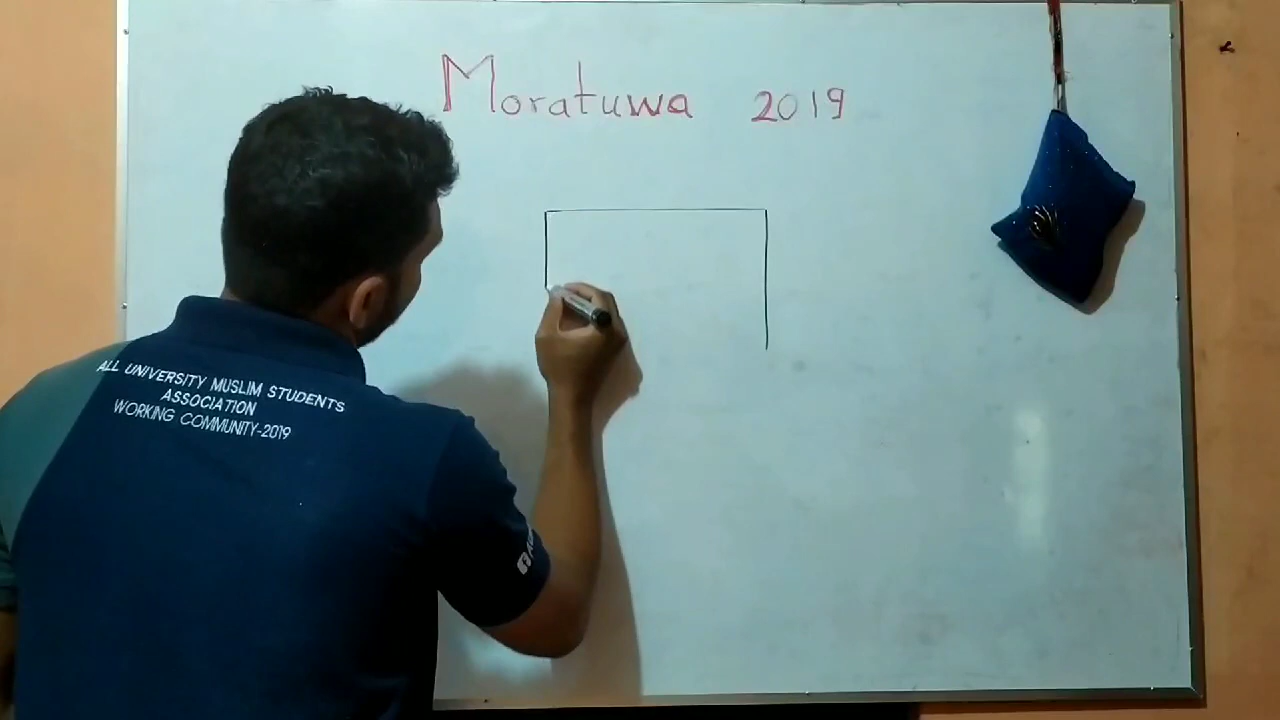 Moratuwa 2019
ALL UNIVERSITY MUSLIM STUDENTS
ASSOCIATION
WORKING COMMUNITY-2019